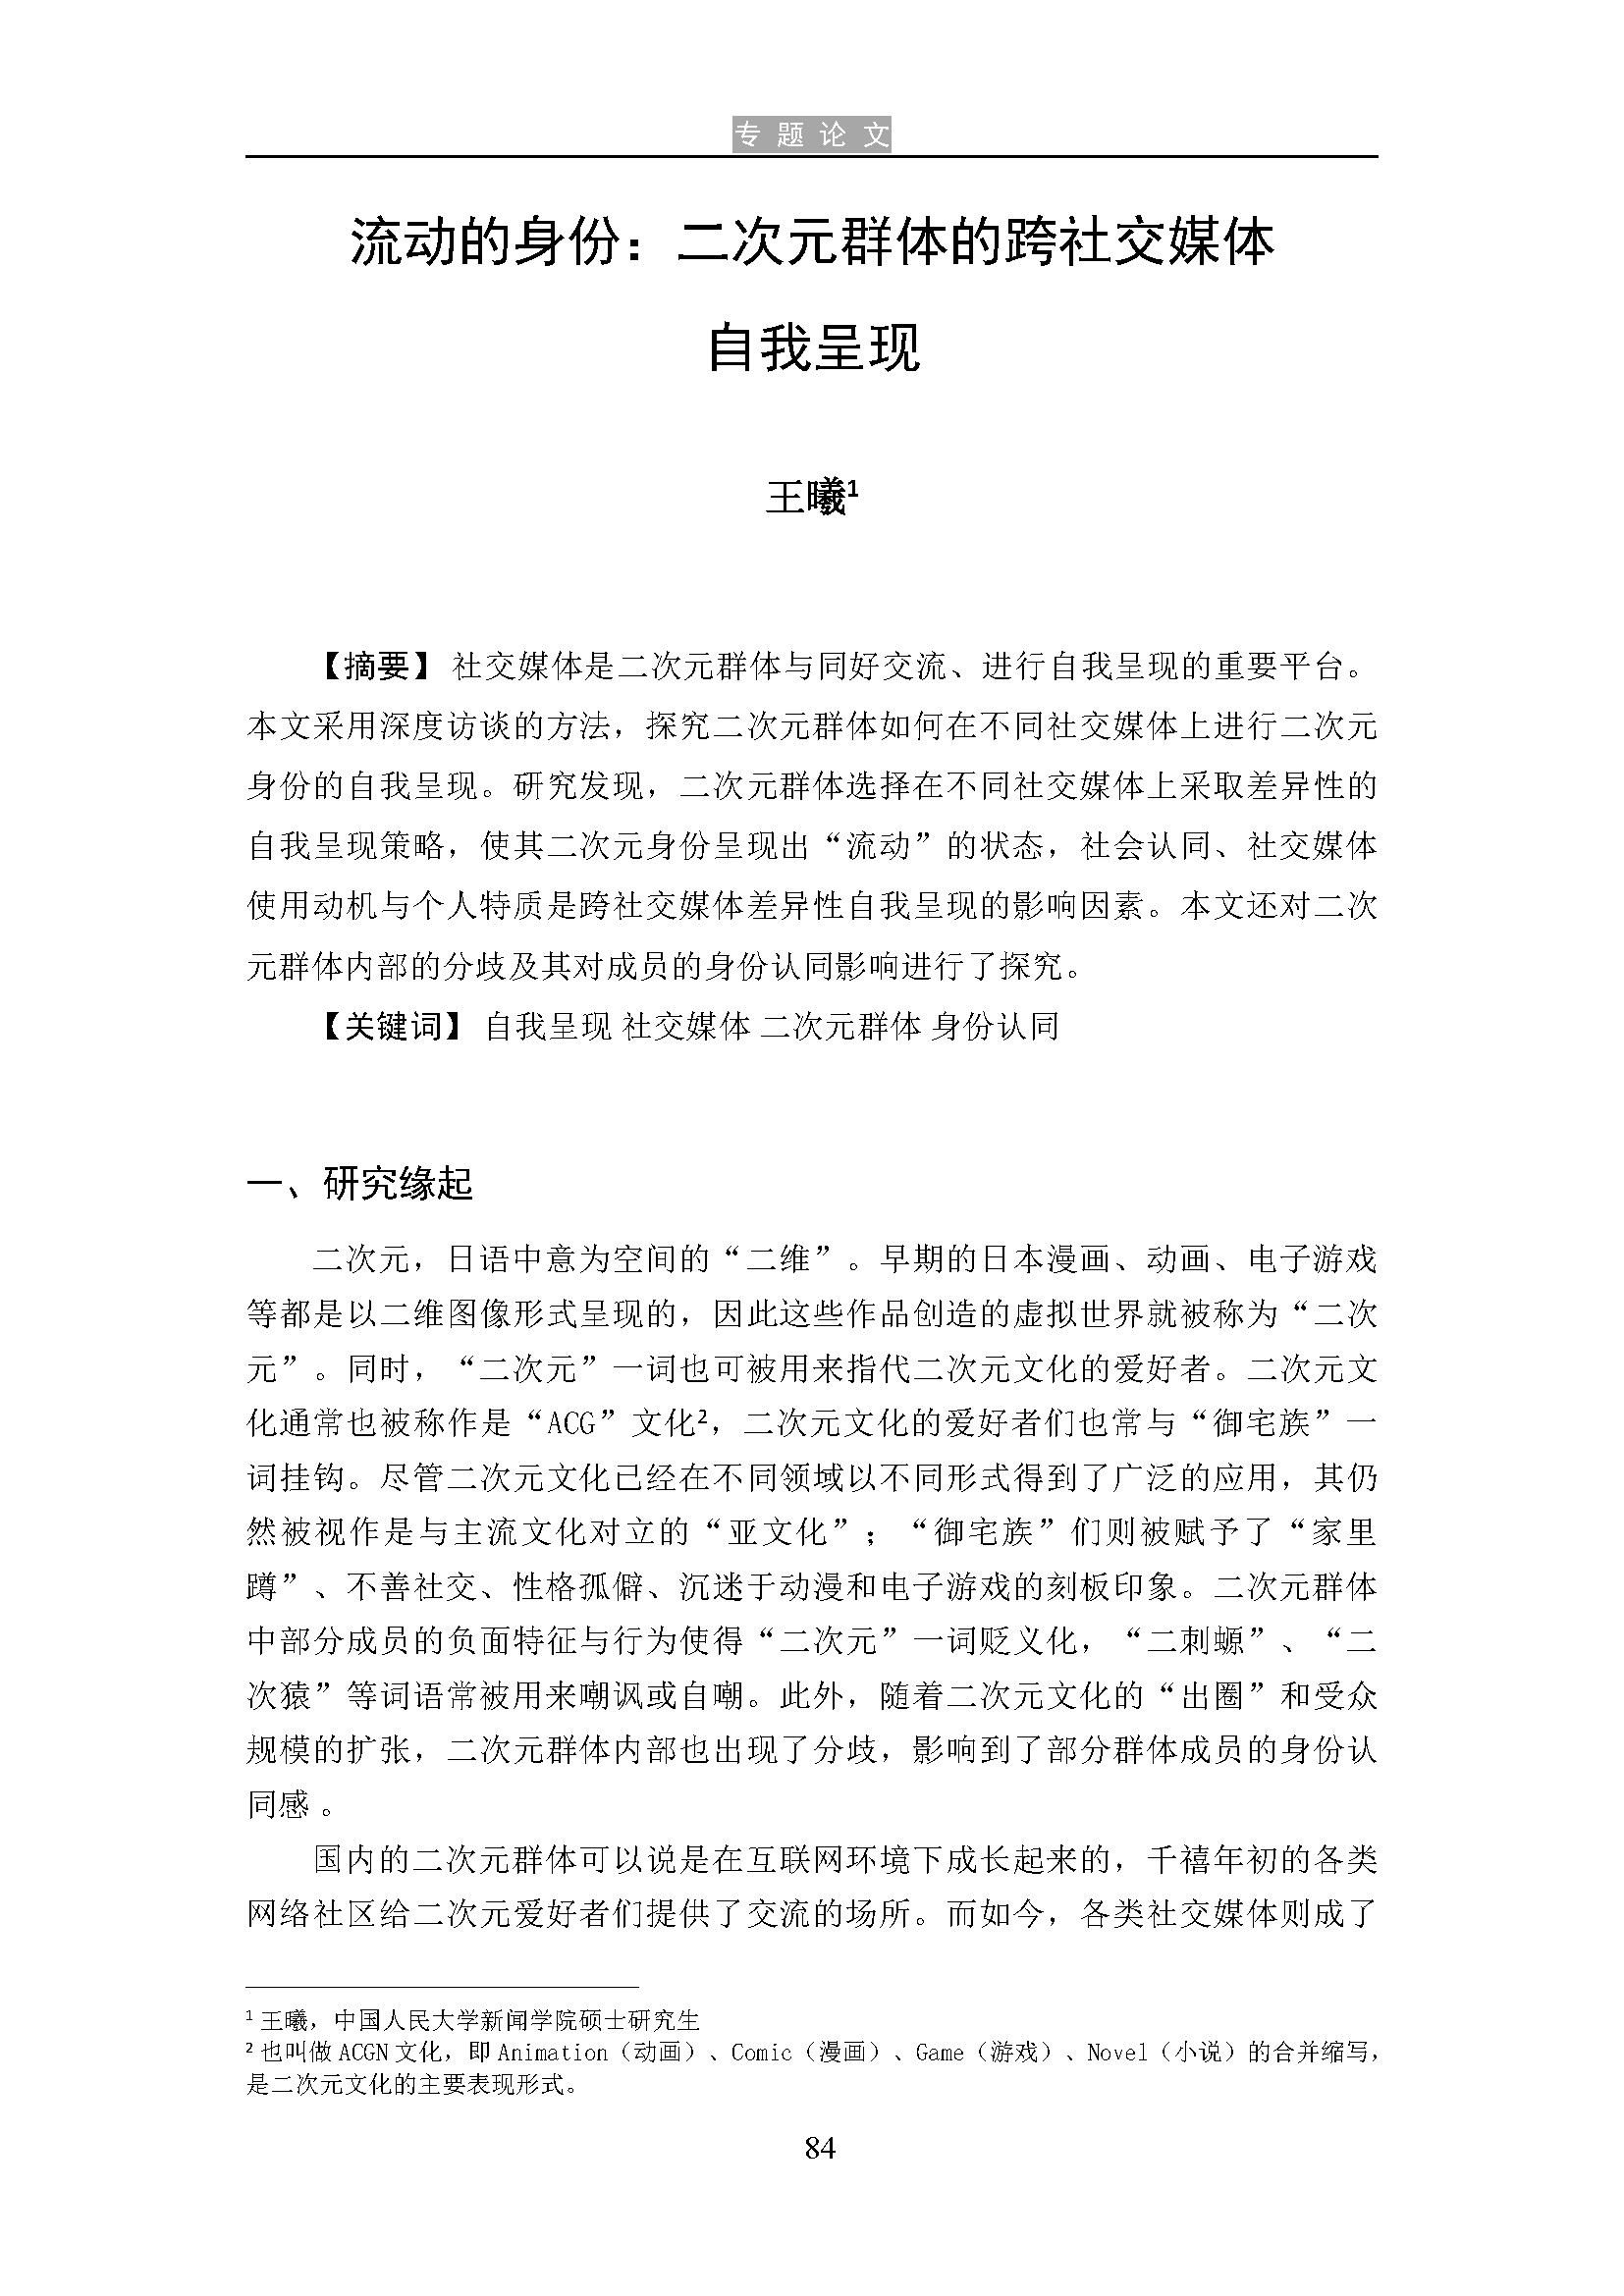 专 题 论 文
流动的身份：二次元群体的跨社交媒体
自我呈现
王曦¹
【摘要】 社交媒体是二次元群体与同好交流、进行自我呈现的重要平台。
本文采用深度访谈的方法，探究二次元群体如何在不同社交媒体上进行二次元
身份的自我呈现。研究发现，二次元群体选择在不同社交媒体上采取差异性的
自我呈现策略，使其二次元身份呈现出“流动”的状态，社会认同、社交媒体
使用动机与个人特质是跨社交媒体差异性自我呈现的影响因素。本文还对二次
元群体内部的分歧及其对成员的身份认同影响进行了探究。
【关键词】 自我呈现 社交媒体 二次元群体 身份认同
一、研究缘起
二次元，日语中意为空间的“二维”。早期的日本漫画、动画、电子游戏
等都是以二维图像形式呈现的，因此这些作品创造的虚拟世界就被称为“二次
元”。同时，“二次元”一词也可被用来指代二次元文化的爱好者。二次元文
化通常也被称作是“ACG”文化²，二次元文化的爱好者们也常与“御宅族”一
词挂钩。尽管二次元文化已经在不同领域以不同形式得到了广泛的应用，其仍
然被视作是与主流文化对立的“亚文化”；“御宅族”们则被赋予了“家里
蹲”、不善社交、性格孤僻、沉迷于动漫和电子游戏的刻板印象。二次元群体
中部分成员的负面特征与行为使得“二次元”一词贬义化，“二刺螈”、“二
次猿”等词语常被用来嘲讽或自嘲。此外，随着二次元文化的“出圈”和受众
规模的扩张，二次元群体内部也出现了分歧，影响到了部分群体成员的身份认
同感 。
国内的二次元群体可以说是在互联网环境下成长起来的，千禧年初的各类
网络社区给二次元爱好者们提供了交流的场所。而如今，各类社交媒体则成了
¹ 王曦，中国人民大学新闻学院硕士研究生
² 也叫做 ACGN 文化，即 Animation（动画）、Comic（漫画）、Game（游戏）、Novel（小说）的合并缩写，
是二次元文化的主要表现形式。
84